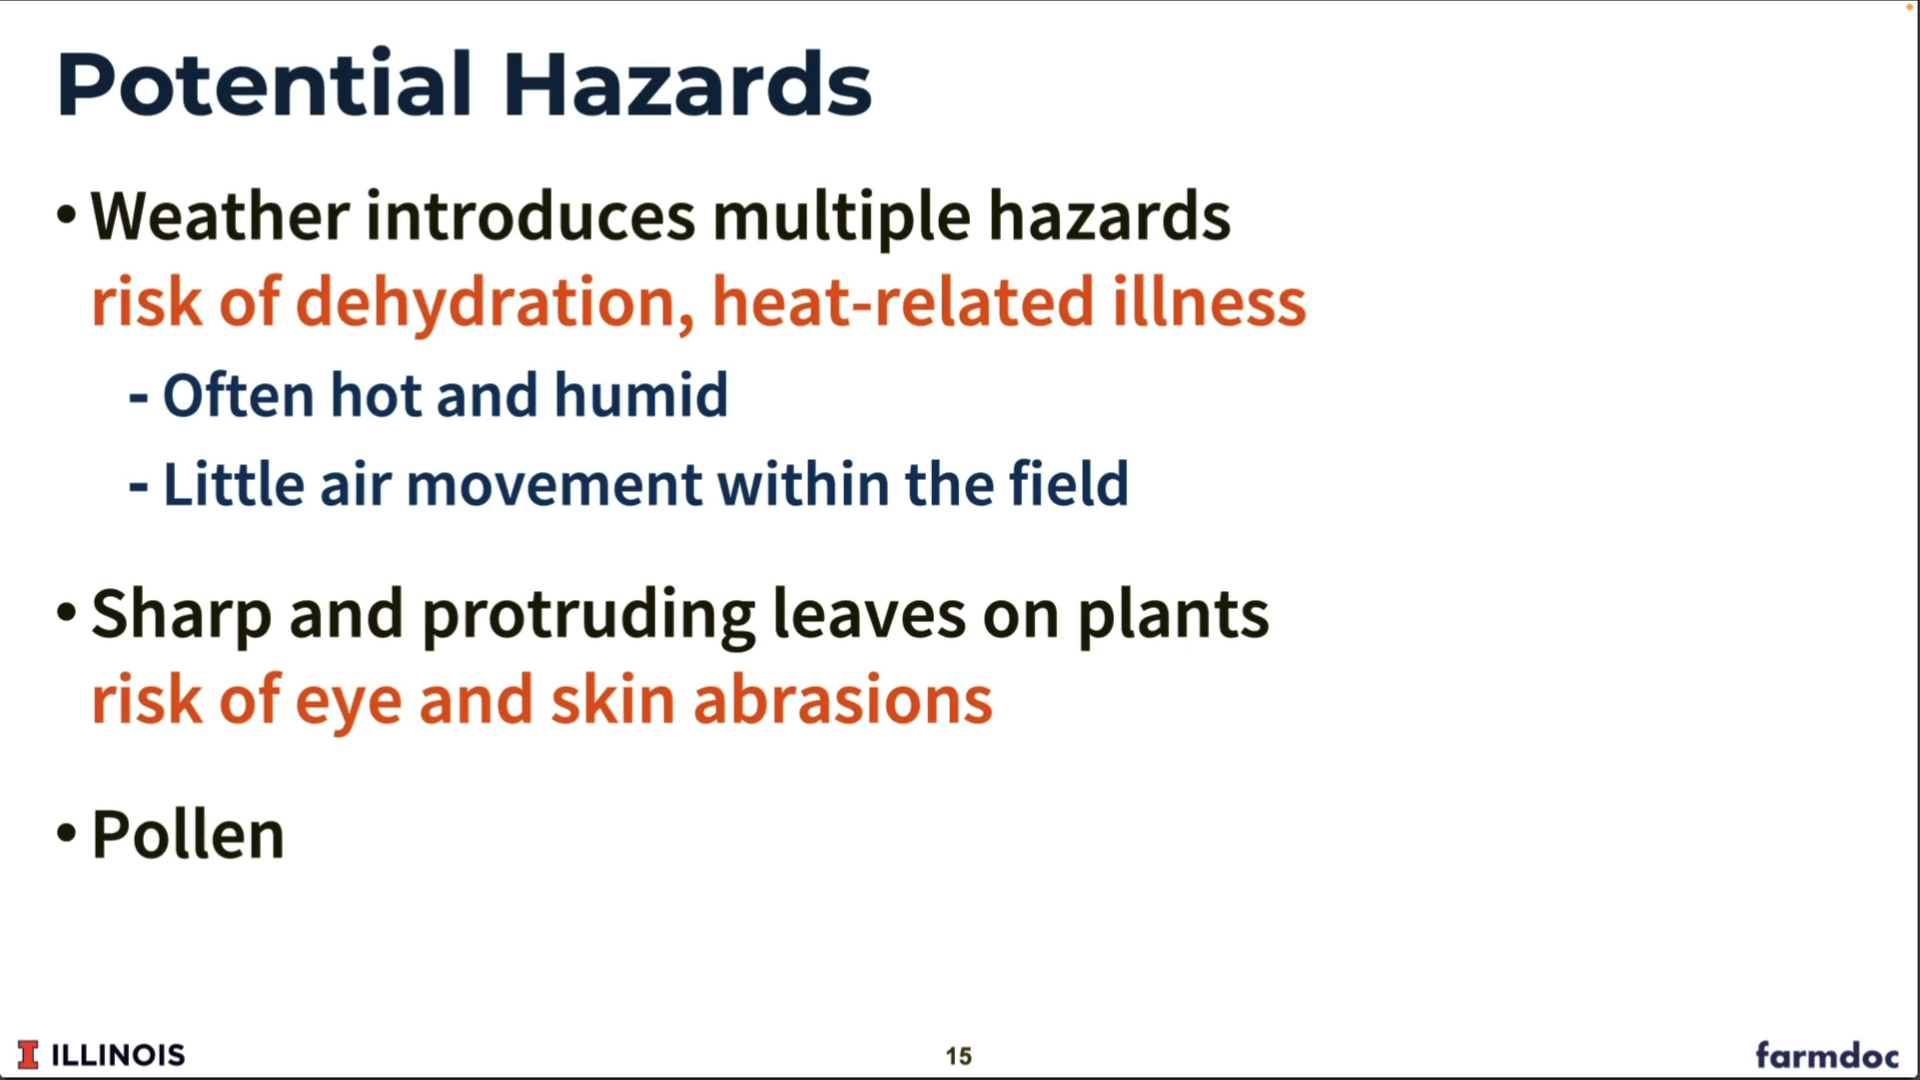 Potential Hazards
• Weather introduces multiple hazards
risk of dehydration, heat-related illness
- Often hot and humid
- Little air movement within the field
• Sharp and protruding leaves on plants
risk of eye and skin abrasions
• Pollen
I ILLINOIS
15
farmdoc